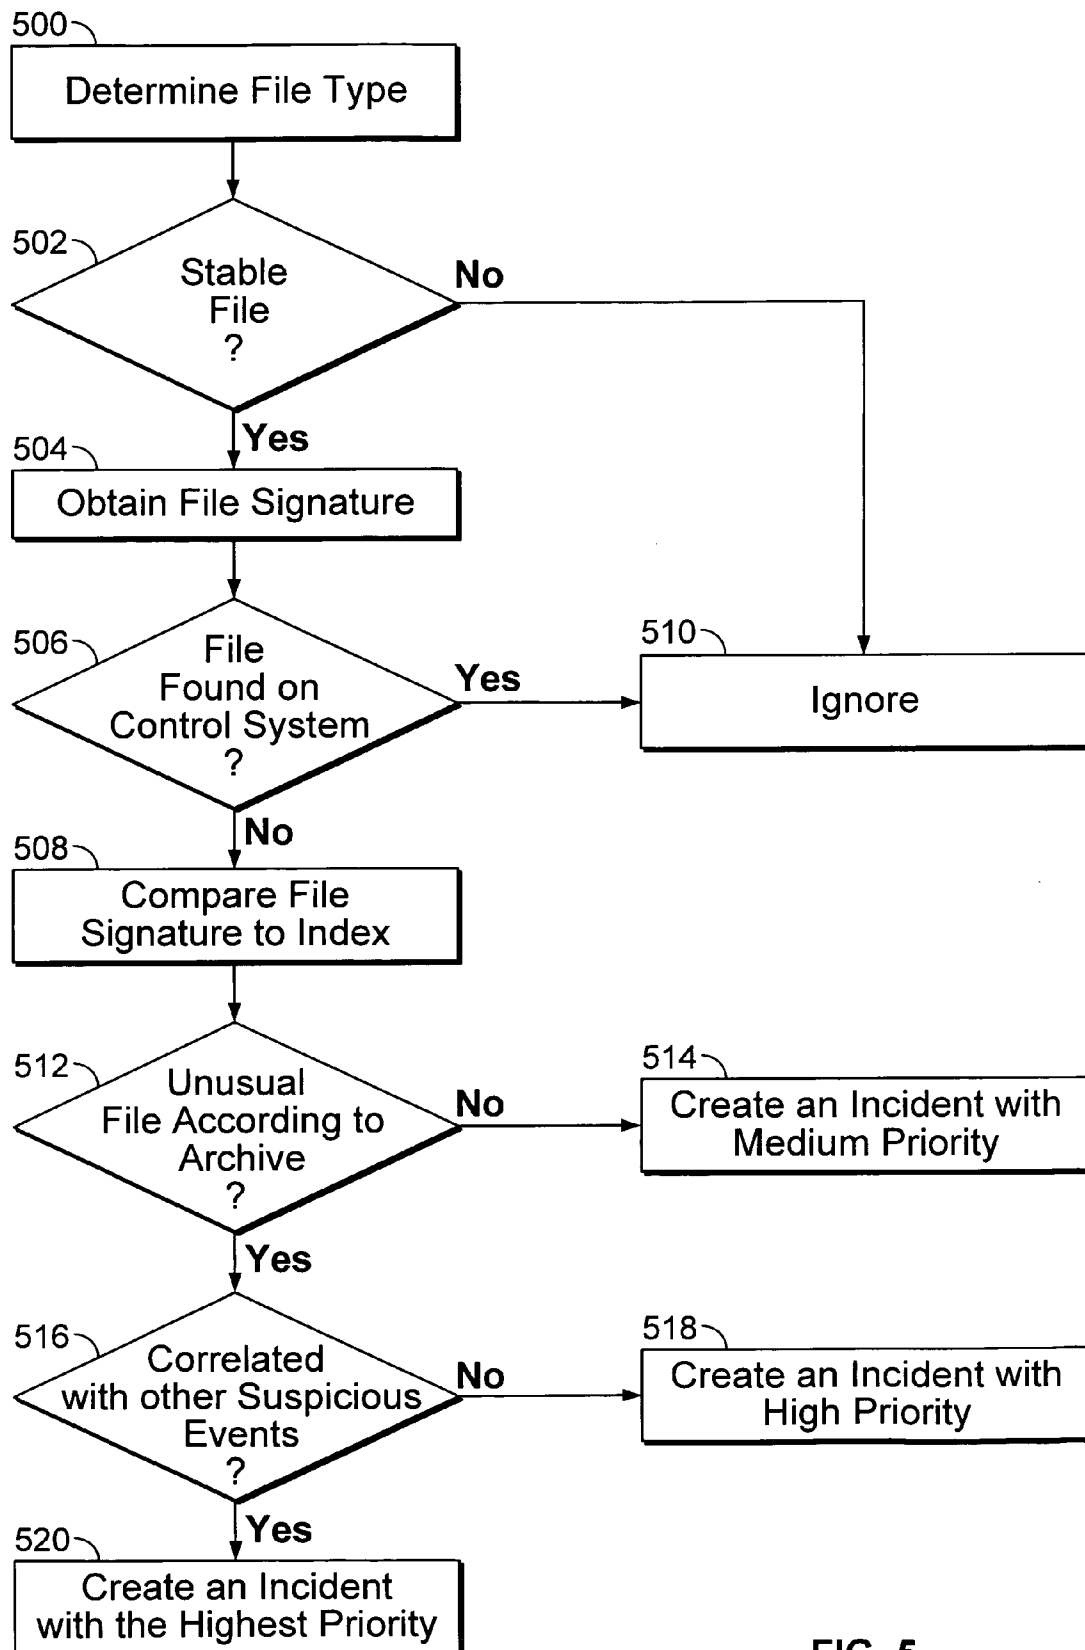 500
Determine File Type
502
Stable
File
?
No
Yes
504
Obtain File Signature
506
File
Found on
Control System
?
Yes
510
Ignore
No
508
Compare File
Signature to Index
512
Unusual
File According to
Archive
?
No
514
Create an Incident with
Medium Priority
Yes
516
Correlated
with other Suspicious
Events
?
No
518
Create an Incident with
High Priority
Yes
520
Create an Incident
with the Highest Priority
FIG. 5